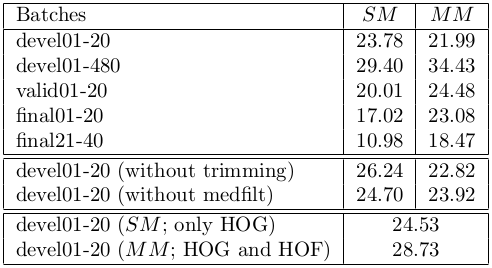 Batches SM MM
devel01-20 23.78 21.99
devel01-480 29.40 34.43
valid01-20 20.01 24.48
final01-20 17.02 23.08
final21-40 10.98 18.47
devel01-20 (without trimming) 26.24 22.82
devel01-20 (without medfilt) 24.70 23.92
devel01-20 (SM; only HOG) 24.53
devel01-20 (MM; HOG and HOF) 28.73